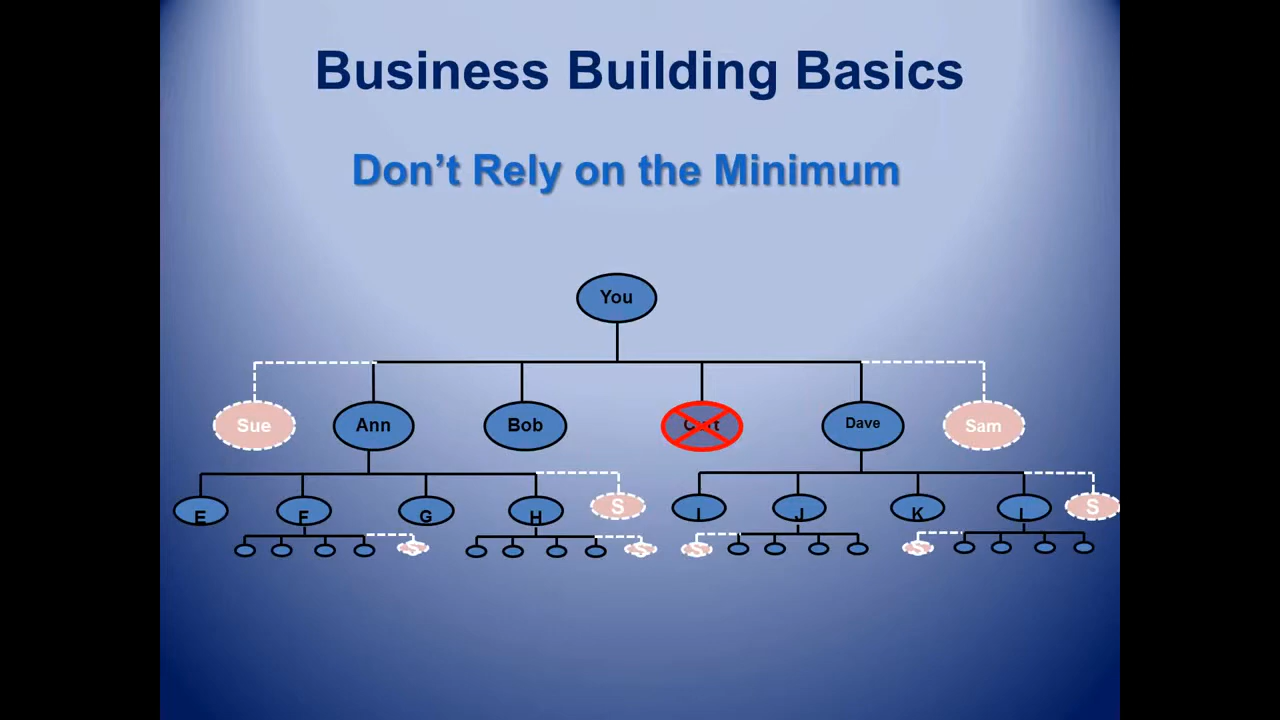 Business Building Basics
Don't Rely on the Minimum
You
Sue Ann Bob Dave Sam
E F G H S I J K S
S S S S